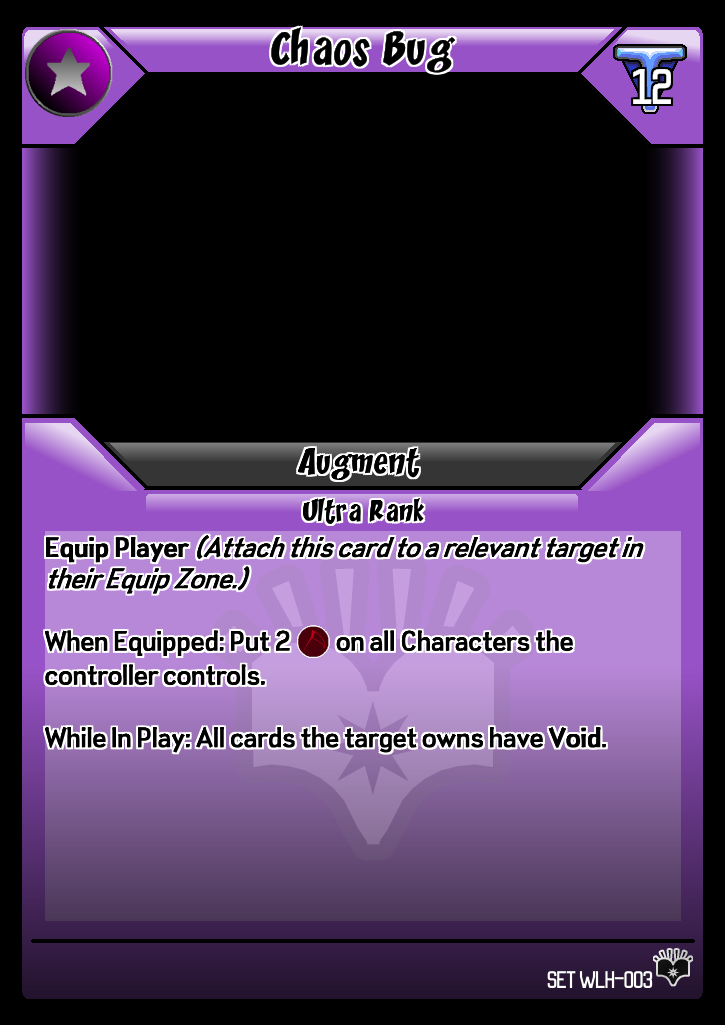 Chaos Bug
12
Augment
Ultra Rank
Equip Player (Attach this card to a relevant target in
their Equip Zone.)
When Equipped: Put 2 on all Characters the
controller controls.
While In Play: All cards the target owns have Void.
SET WLH-003